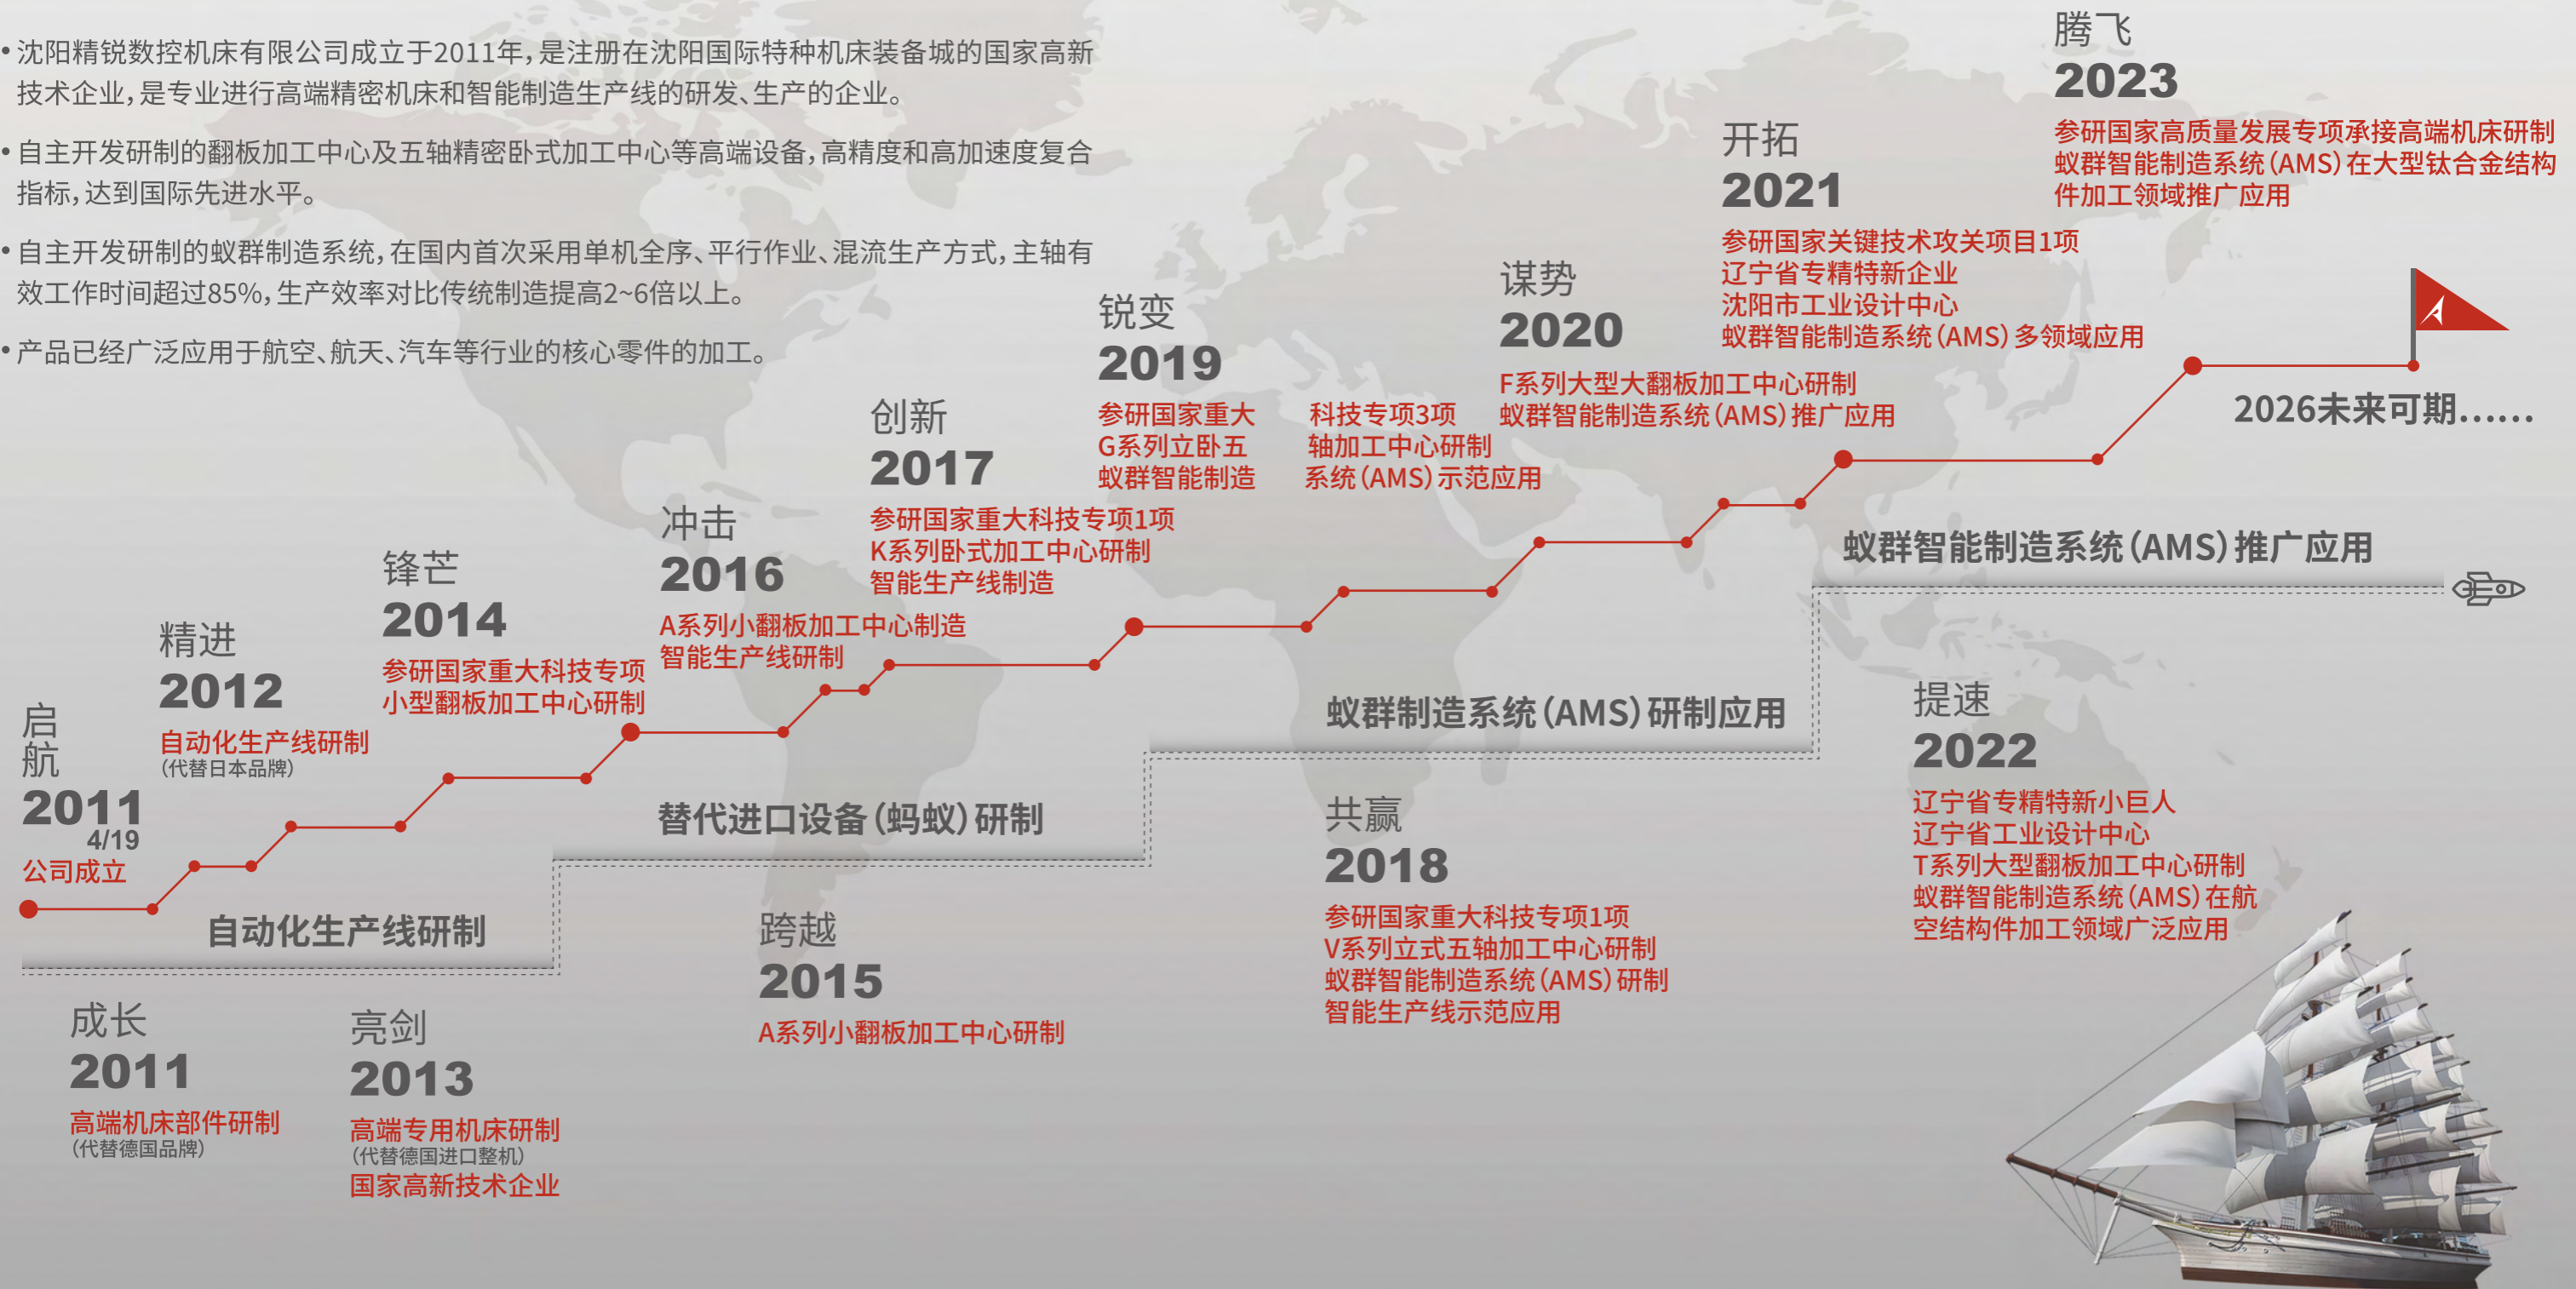 • 沈阳精锐数控机床有限公司成立于2011年，是注册在沈阳国际特种机床装备城的国家高新
技术企业，是专业进行高端精密机床和智能制造生产线的研发、生产的企业。
• 自主开发研制的翻板加工中心及五轴精密卧式加工中心等高端设备，高精度和高加速度复合
指标，达到国际先进水平。
• 自主开发研制的蚁群制造系统，在国内首次采用单机全序、平行作业、混流生产方式，主轴有
效工作时间超过85%，生产效率对比传统制造提高2~6倍以上。
• 产品已经广泛应用于航空、航天、汽车等行业的核心零件的加工。
启
航
2011
4/19
公司成立
成长
2011
高端机床部件研制
（代替德国品牌）
精进
2012
自动化生产线研制
（代替日本品牌）
亮剑
2013
高端专用机床研制
（代替德国进口整机）
国家高新技术企业
自动化生产线研制
锋芒
2014
参研国家重大科技专项
小型翻板加工中心研制
跨越
2015
A系列小翻板加工中心研制
冲击
2016
A系列小翻板加工中心制造
智能生产线研制
替代进口设备（蚂蚁）研制
创新
2017
参研国家重大科技专项1项
K系列卧式加工中心研制
智能生产线制造
共赢
2018
参研国家重大科技专项1项
V系列立式五轴加工中心研制
蚁群智能制造系统（AMS）研制
智能生产线示范应用
锐变
2019
参研国家重大 科技专项3项
G系列立卧五 轴加工中心研制
蚁群智能制造 系统（AMS）示范应用
蚁群制造系统（AMS）研制应用
谋势
2020
F系列大型大翻板加工中心研制
蚁群智能制造系统（AMS）推广应用
开拓
2021
参研国家关键技术攻关项目1项
辽宁省专精特新企业
沈阳市工业设计中心
蚁群智能制造系统（AMS）多领域应用
提速
2022
辽宁省专精特新小巨人
辽宁省工业设计中心
T系列大型翻板加工中心研制
蚁群智能制造系统（AMS）在航
空结构件加工领域广泛应用
腾飞
2023
参研国家高质量发展专项承接高端机床研制
蚁群智能制造系统（AMS）在大型钛合金结构
件加工领域推广应用
2026未来可期……
蚁群智能制造系统（AMS）推广应用